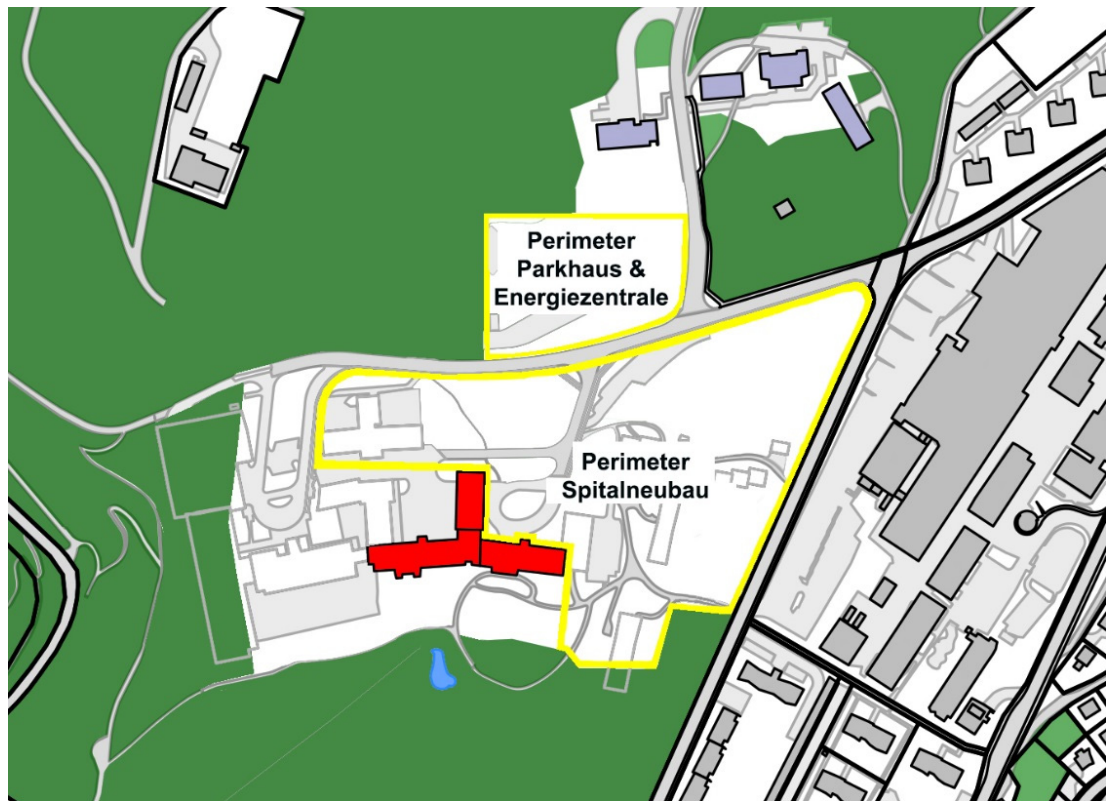 Perimeter
Parkhaus &
Energiezentrale
Perimeter
Spitalneubau